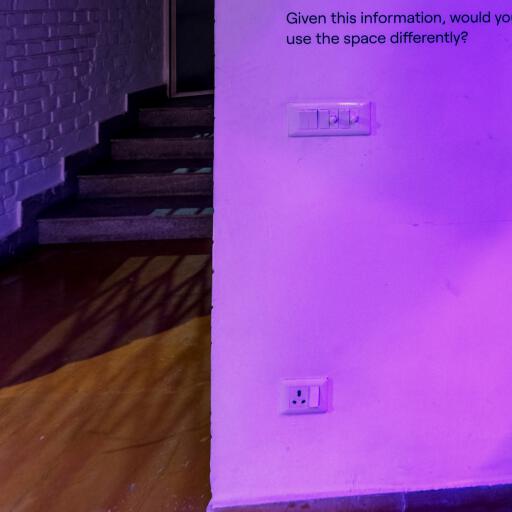 Given this information, would yo
use the space differently?